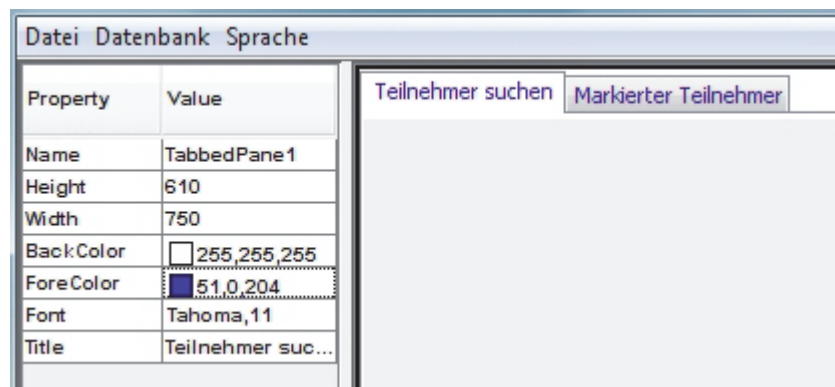 Datei Datenbank Sprache
Property Value
Name TabbedPane1
Height 610
Width 750
BackColor 255,255,255
ForeColor 51,0,204
Font Tahoma,11
Title Teilnehmer suc...
Teilnehmer suchen Markierter Teilnehmer